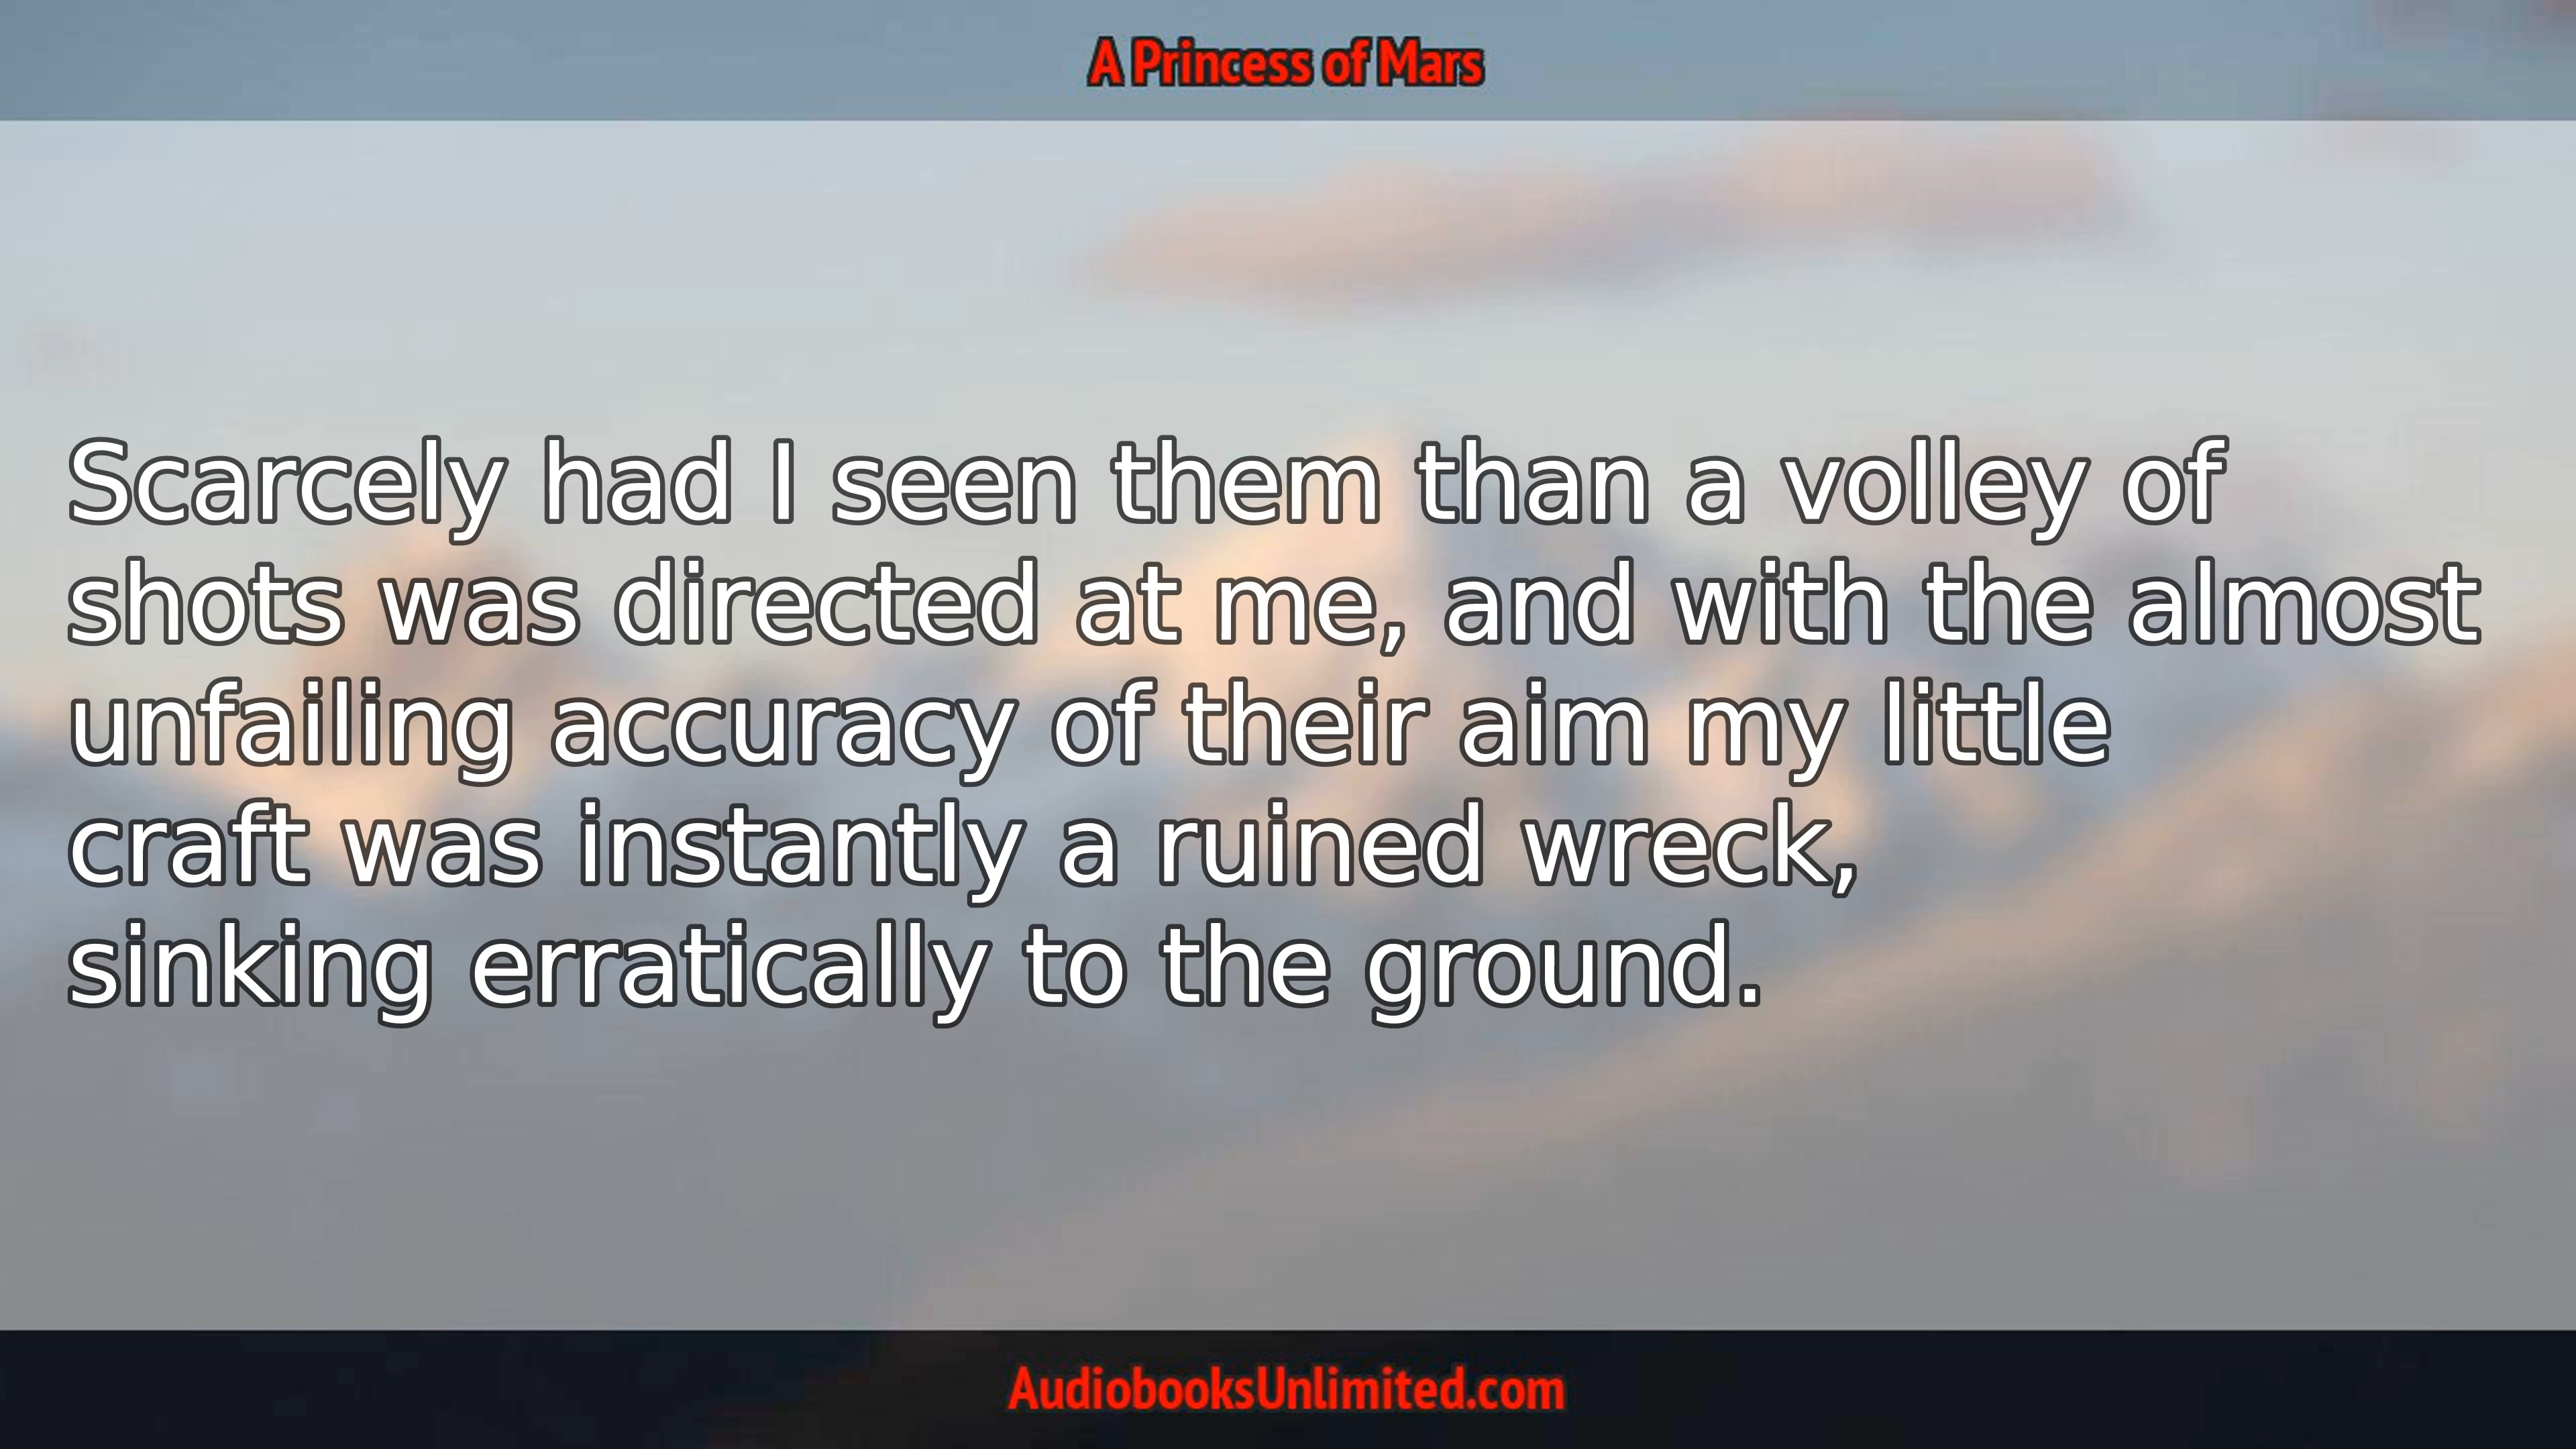 A Princess of Mars
Scarcely had I seen them than a volley of
shots was directed at me, and with the almost
unfailing accuracy of their aim my little
craft was instantly a ruined wreck,
sinking erratically to the ground.
AudiobooksUnlimited.com